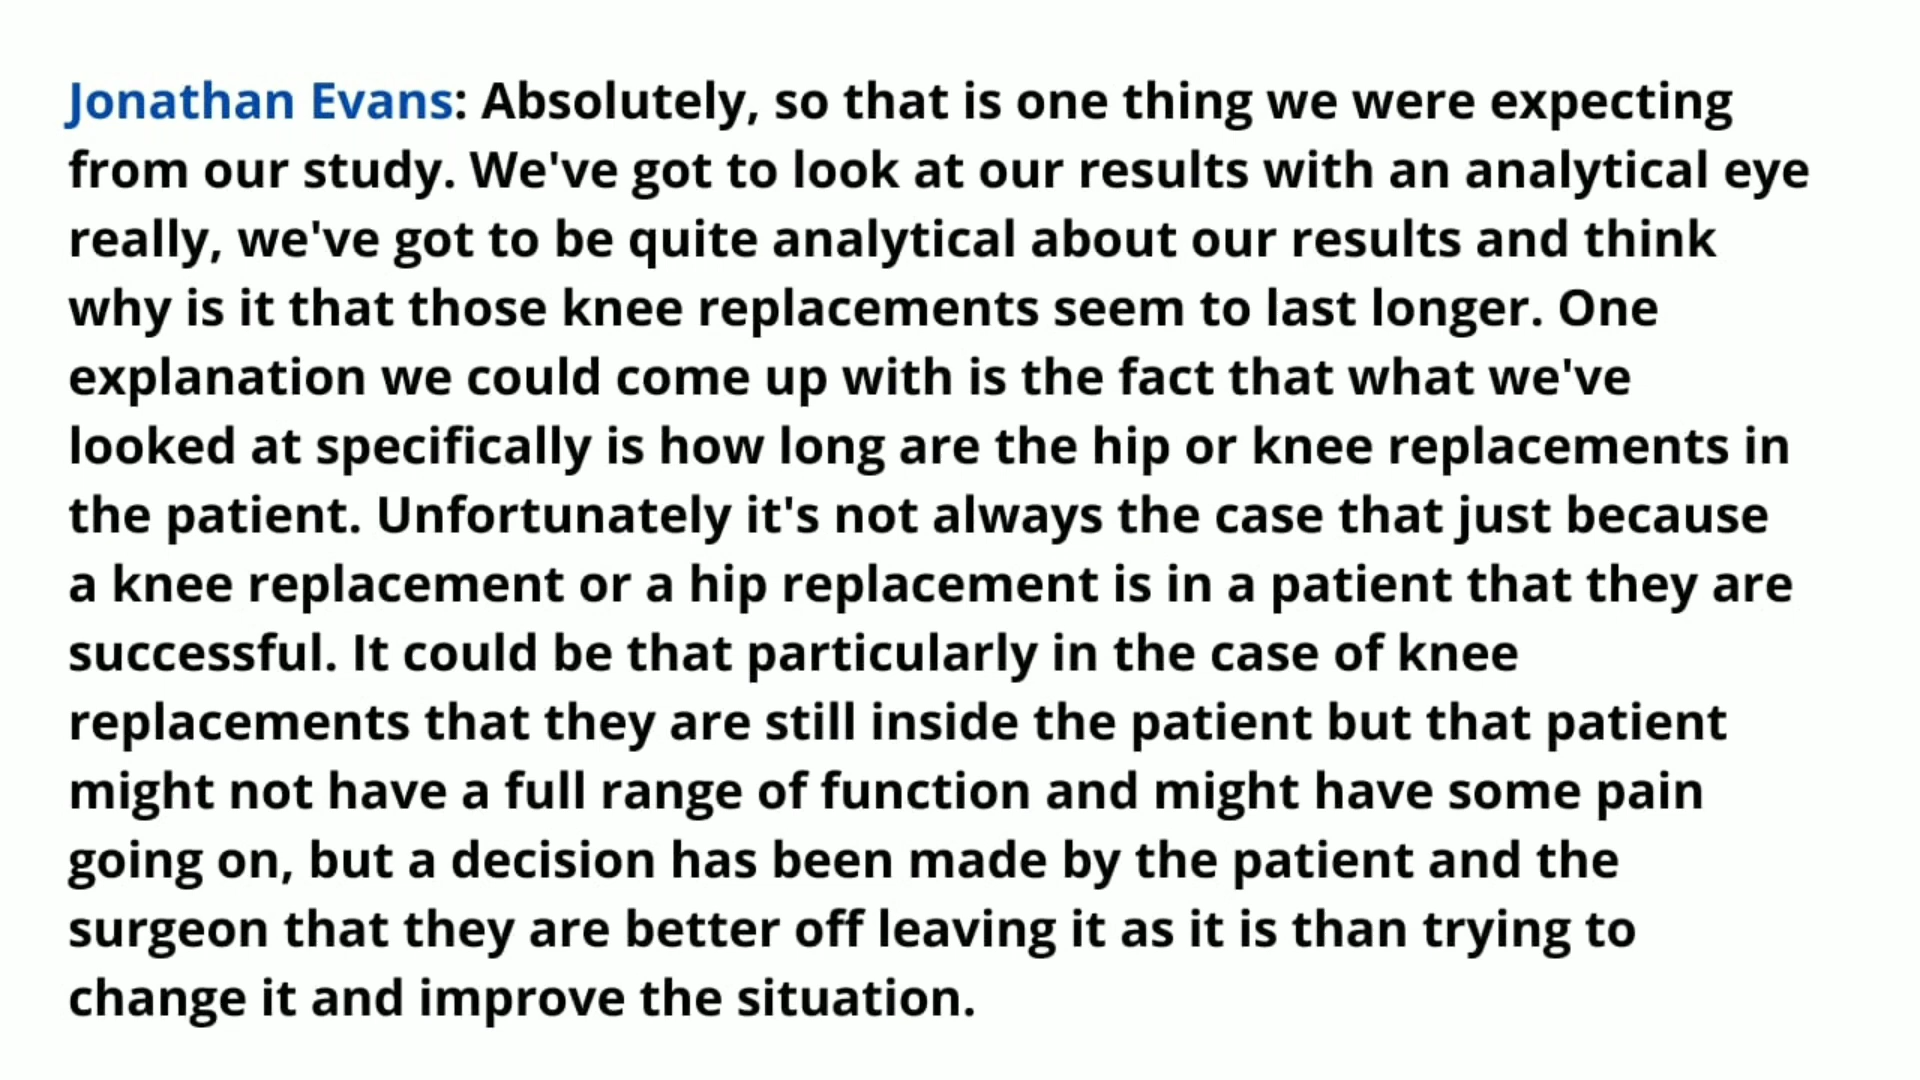 Jonathan Evans: Absolutely, so that is one thing we were expecting
from our study. We've got to look at our results with an analytical eye
really, we've got to be quite analytical about our results and think
why is it that those knee replacements seem to last longer. One
explanation we could come up with is the fact that what we've
looked at specifically is how long are the hip or knee replacements in
the patient. Unfortunately it's not always the case that just because
a knee replacement or a hip replacement is in a patient that they are
successful. It could be that particularly in the case of knee
replacements that they are still inside the patient but that patient
might not have a full range of function and might have some pain
going on, but a decision has been made by the patient and the
surgeon that they are better off leaving it as it is than trying to
change it and improve the situation.